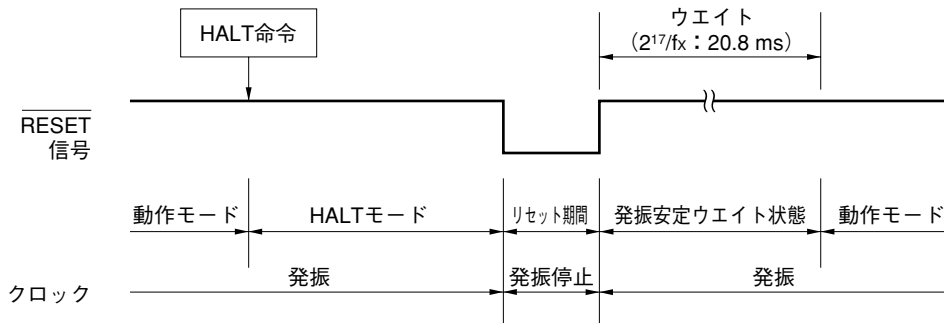 ウエイト
(2¹⁷/fx：20.8 ms)
HALT命令
RESET
信号
動作モード HALTモード リセット期間 発振安定ウエイト状態 動作モード
クロック 発振 発振停止 発振